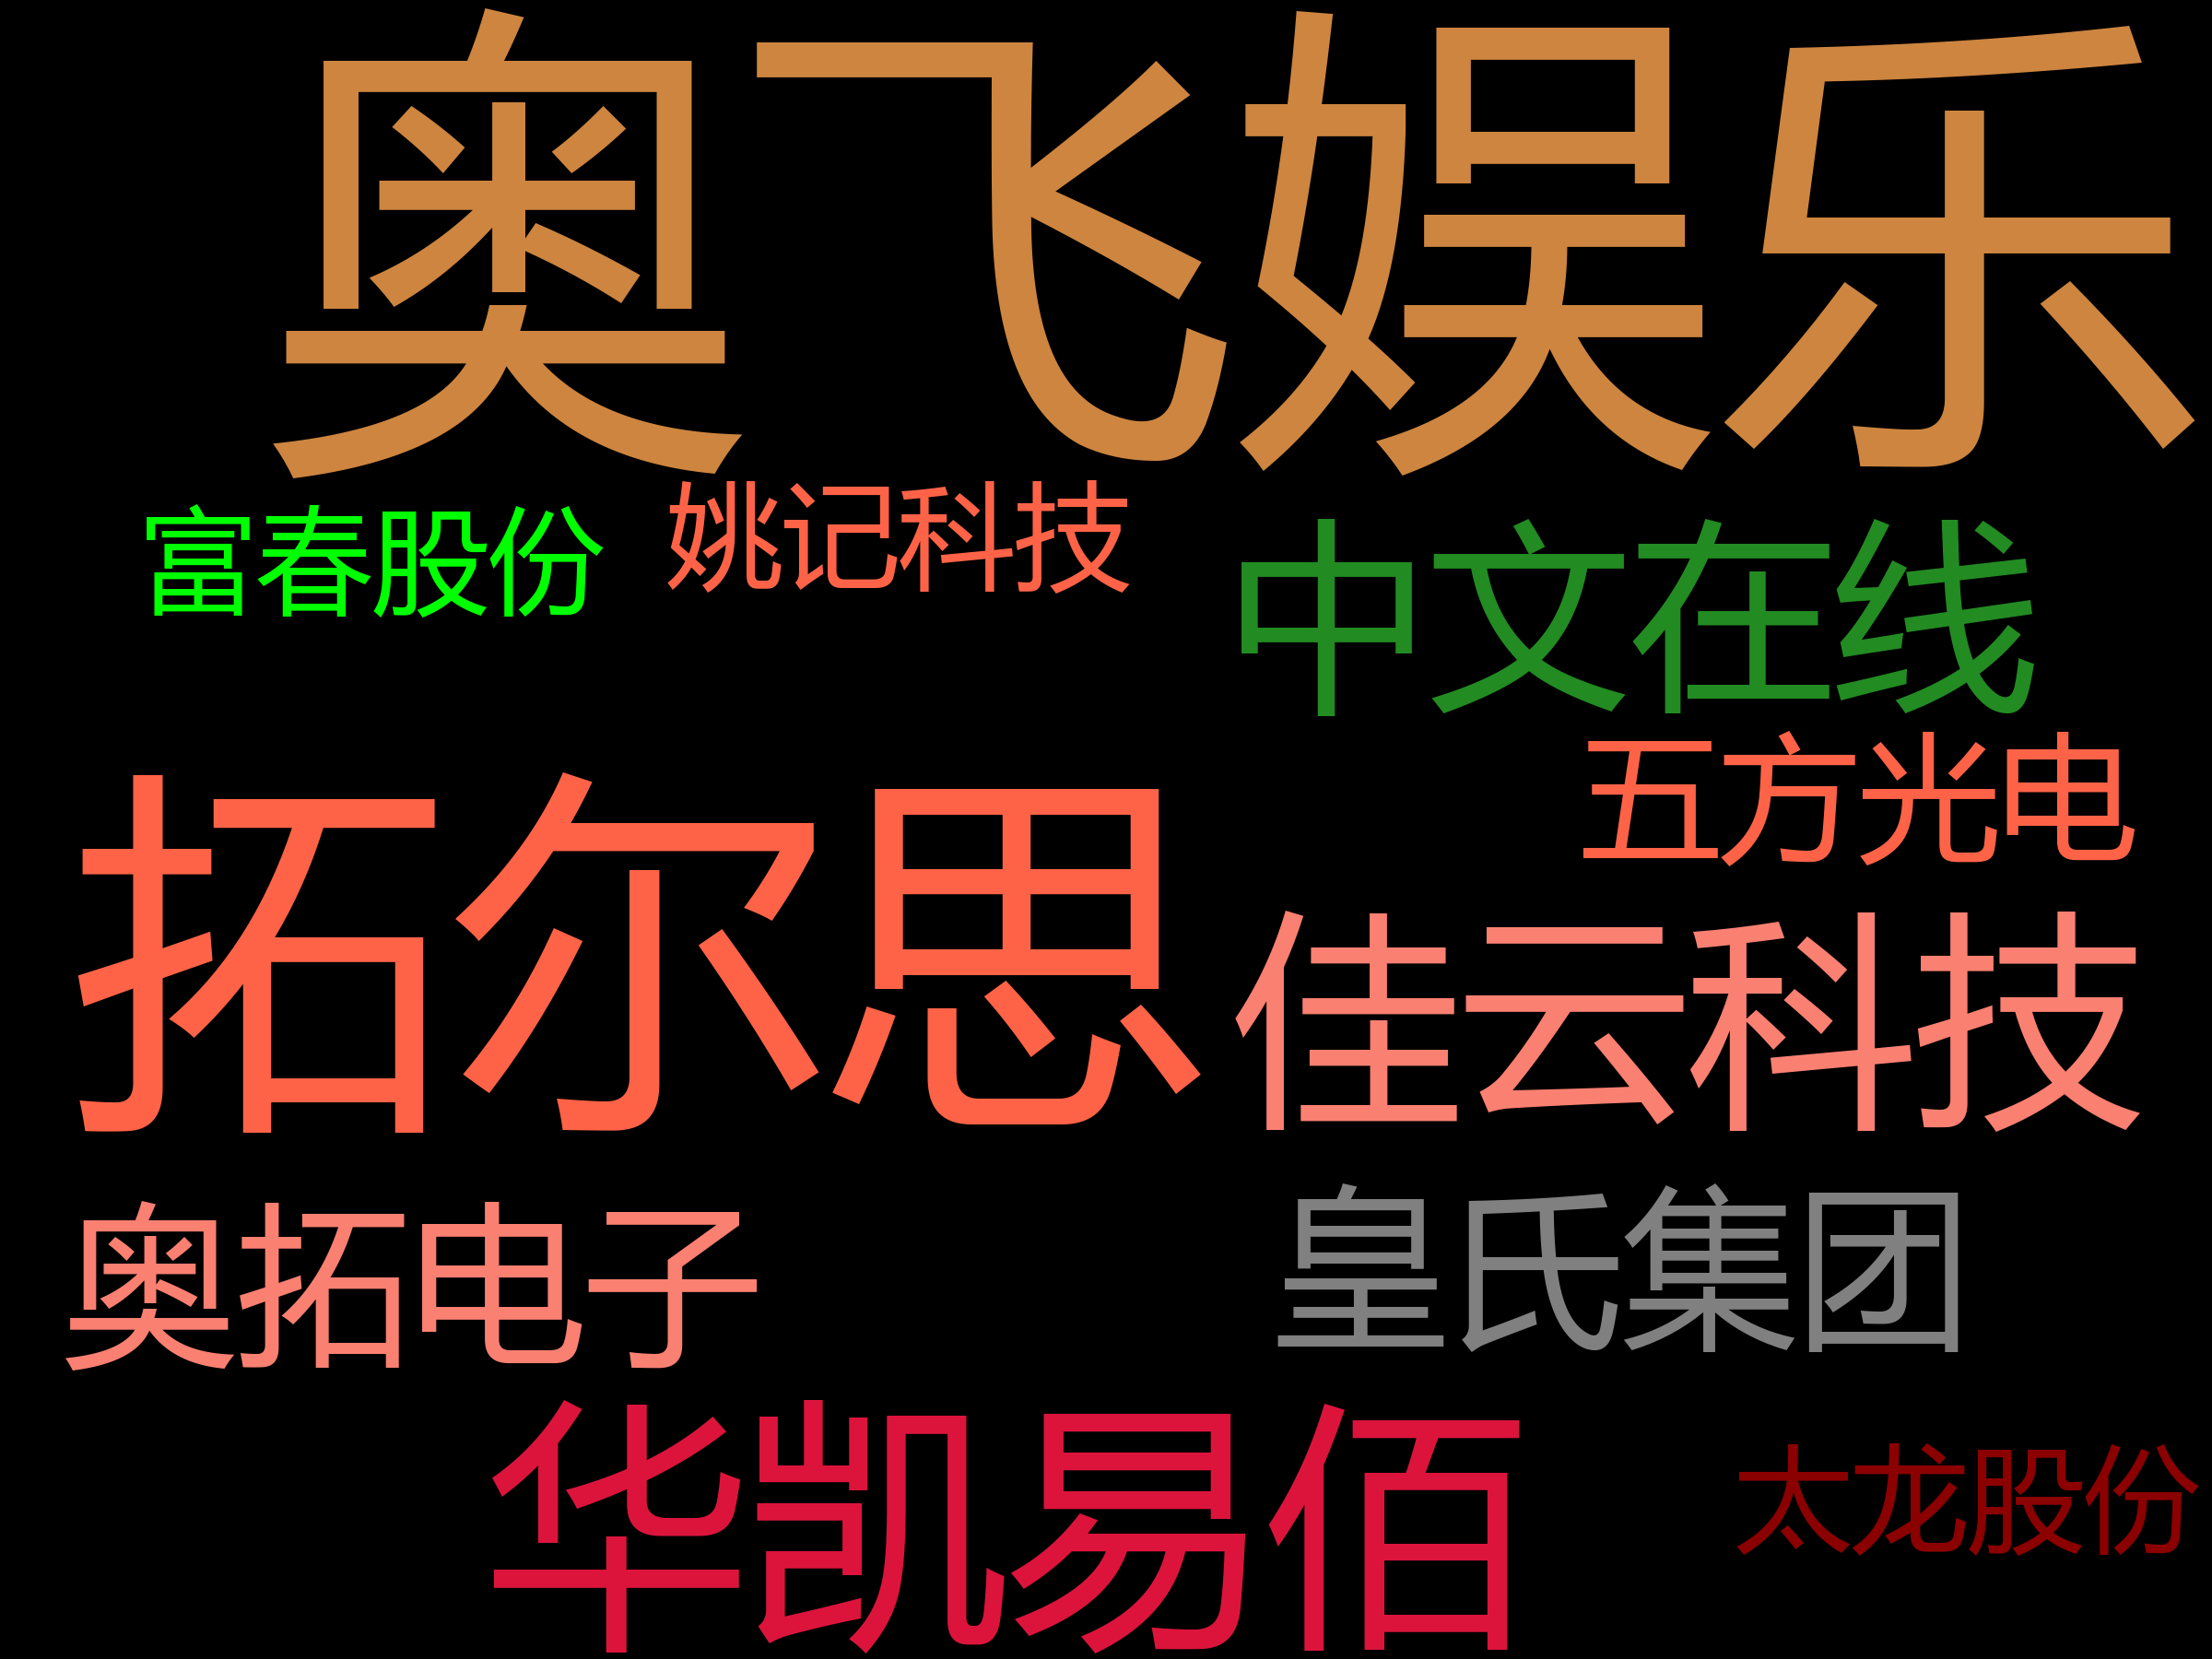 奥飞娱乐
富春股份
姚记科技
中文在线
五方光电
拓尔思
佳云科技
奥拓电子
皇氏集团
华凯易佰
太龙股份